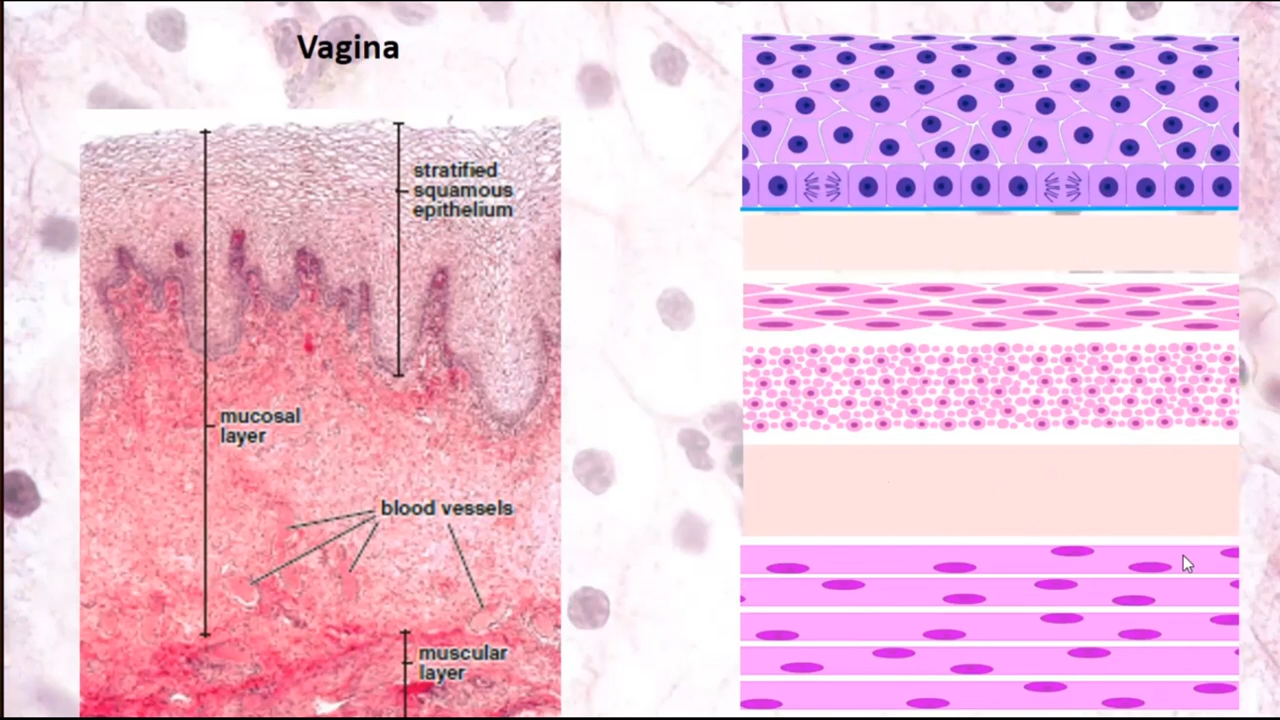 Vagina
stratified
squamous
epithelium
mucosal
layer
blood vessels
muscular
layer